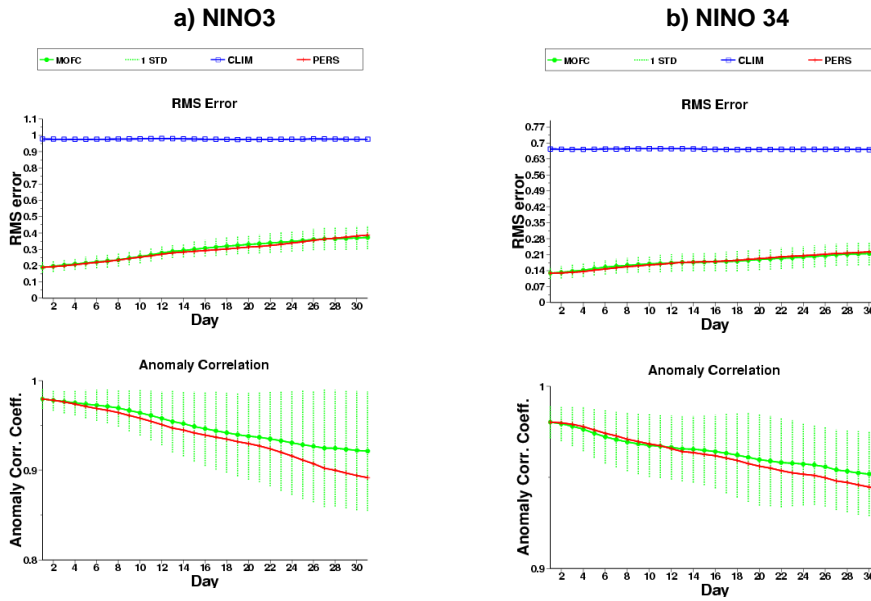 a) NINO3
MOFC 1 STD CLIM PERS
RMS Error
RMS error
1.1
1
0.9
0.8
0.7
0.6
0.5
0.4
0.3
0.2
0.1
0
2 4 6 8 10 12 14 16 18 20 22 24 26 28 30
Day
Anomaly Correlation
Anomaly Corr. Coeff.
1
0.9
0.8
2 4 6 8 10 12 14 16 18 20 22 24 26 28 30
Day
b) NINO 34
MOFC 1 STD CLIM PERS
RMS Error
RMS error
0.77
0.7
0.63
0.56
0.49
0.42
0.35
0.28
0.21
0.14
0.07
0
2 4 6 8 10 12 14 16 18 20 22 24 26 28 30
Day
Anomaly Correlation
Anomaly Corr. Coeff.
1
0.9
2 4 6 8 10 12 14 16 18 20 22 24 26 28 30
Day